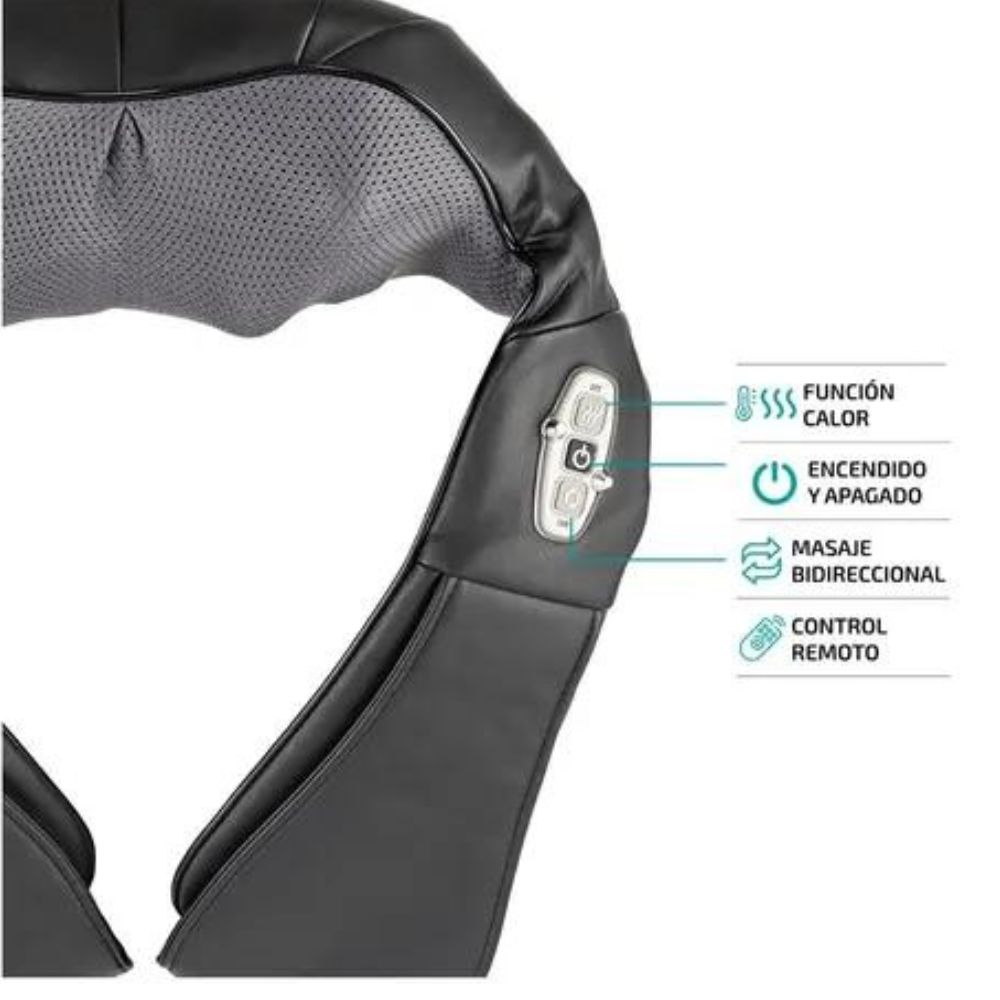 FUNCIÓN
CALOR
ENCENDIDO
Y APAGADO
MASAJE
BIDIRECCIONAL
CONTROL
REMOTO